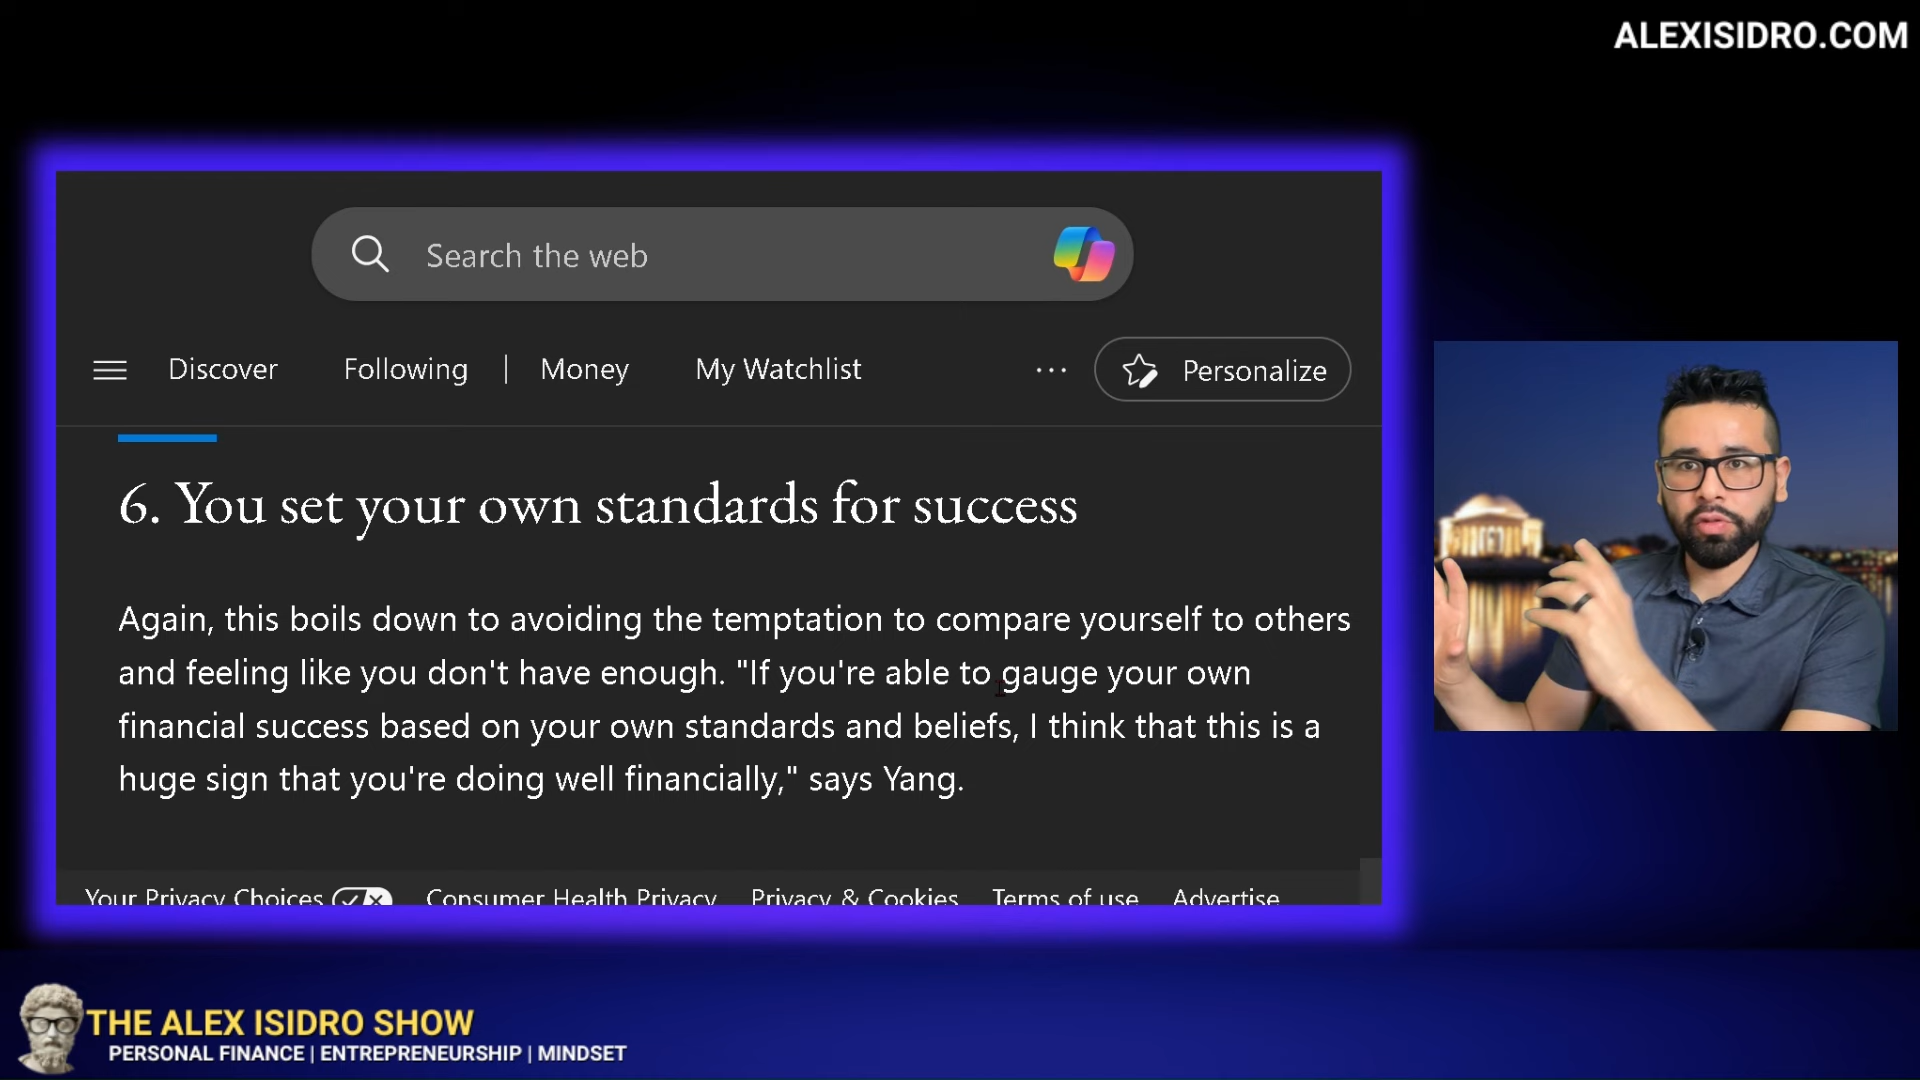 ALEXISIDRO.COM
Search the web
Discover Following | Money My Watchlist ... Personalize
6. You set your own standards for success
Again, this boils down to avoiding the temptation to compare yourself to others
and feeling like you don't have enough. "If you're able to gauge your own
financial success based on your own standards and beliefs, I think that this is a
huge sign that you're doing well financially," says Yang.
Your Privacy Choices Consumer Health Privacy Privacy & Cookies Terms of use Advertise
THE ALEX ISIDRO SHOW
PERSONAL FINANCE | ENTREPRENEURSHIP | MINDSET